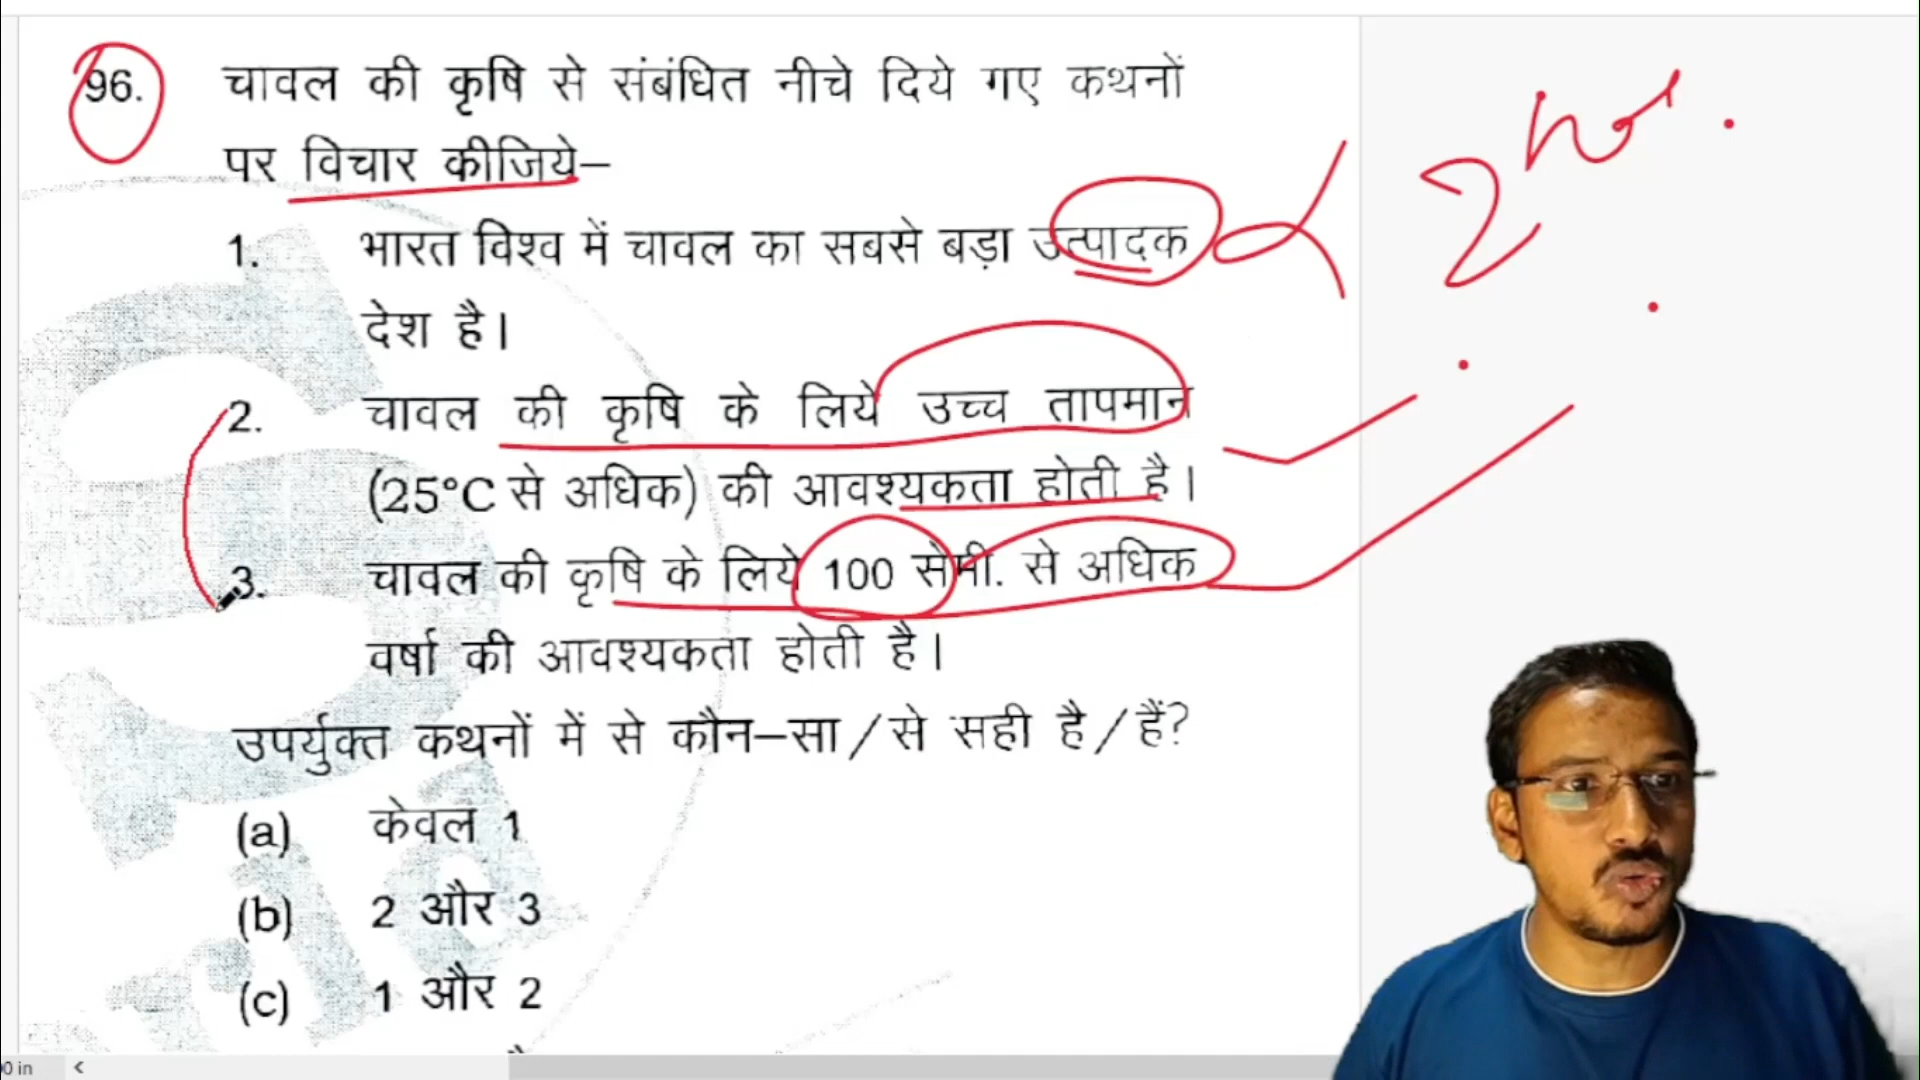 96. चावल की कृषि से संबंधित नीचे दिये गए कथनों
पर विचार कीजिये–
1. भारत विश्व में चावल का सबसे बड़ा उत्पादक
देश है।
2. चावल की कृषि के लिये उच्च तापमान
(25°C से अधिक) की आवश्यकता होती है।
3. चावल की कृषि के लिये 100 सेमी. से अधिक
वर्षा की आवश्यकता होती है।
उपर्युक्त कथनों में से कौन–सा/से सही है/हैं?
(a) केवल 1
(b) 2 और 3
(c) 1 और 2